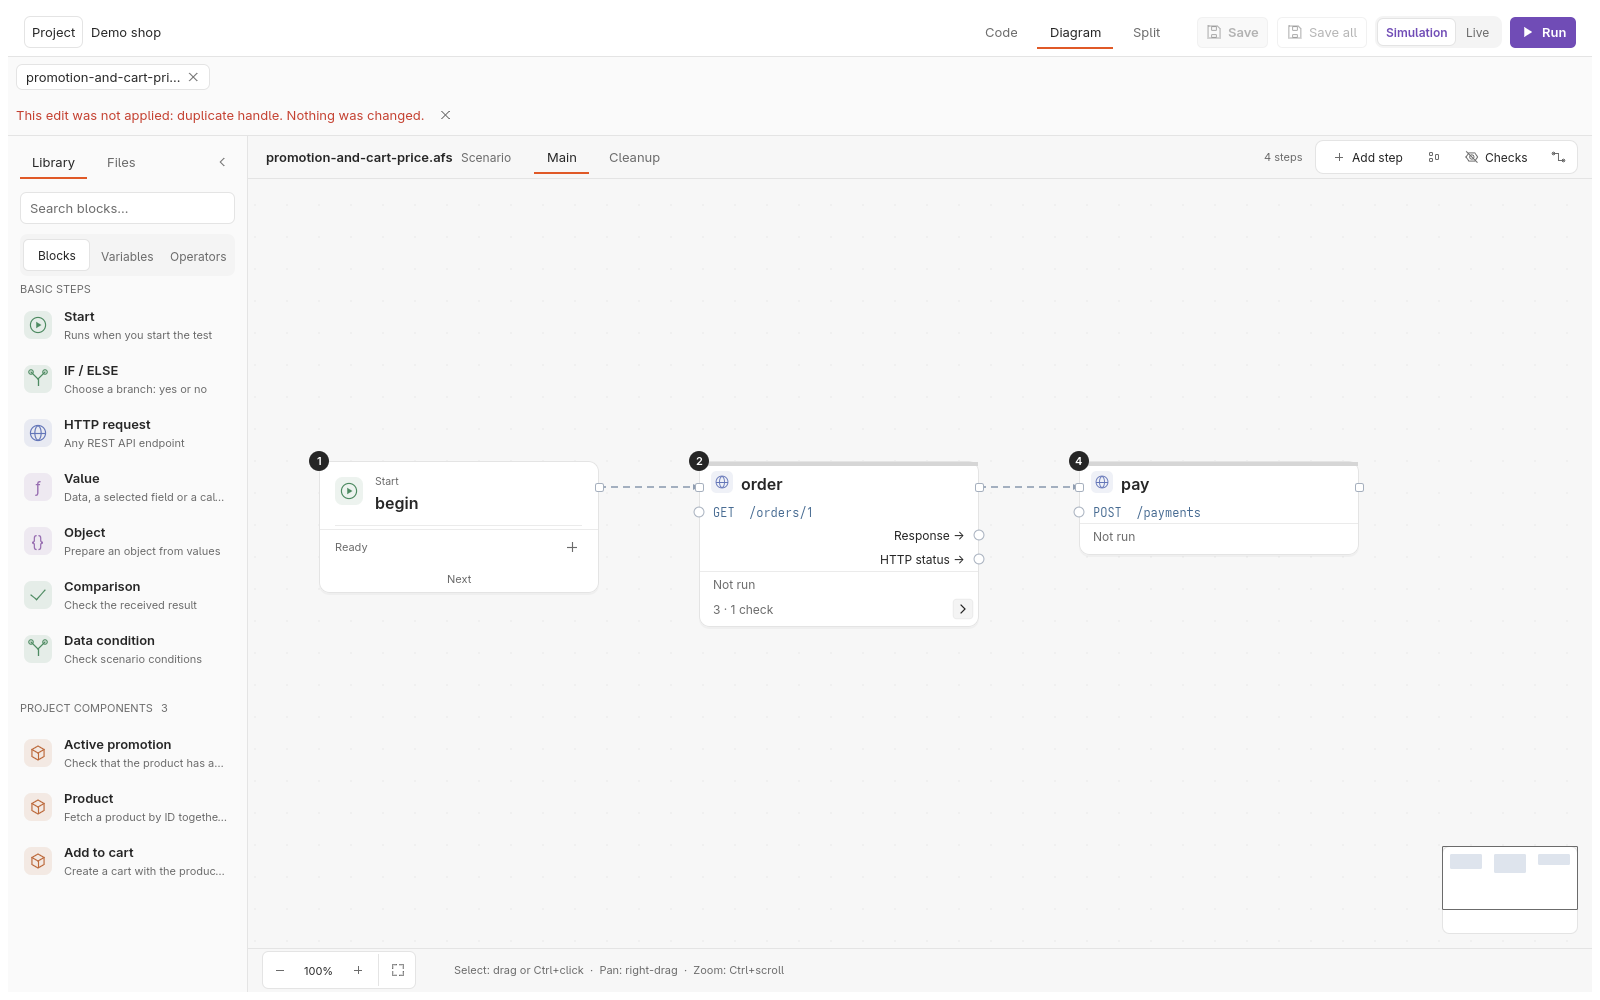 Project Demo shop Code Diagram Split Save Save all Simulation Live Run
promotion-and-cart-pri...
This edit was not applied: duplicate handle. Nothing was changed.
Library Files
promotion-and-cart-price.afs Scenario Main Cleanup 4 steps Add step Checks
Search blocks...
Blocks Variables Operators
BASIC STEPS
Start
Runs when you start the test
IF / ELSE
Choose a branch: yes or no
HTTP request
Any REST API endpoint
Value
Data, a selected field or a cal...
Object
Prepare an object from values
Comparison
Check the received result
Data condition
Check scenario conditions
PROJECT COMPONENTS 3
Active promotion
Check that the product has a...
Product
Fetch a product by ID togethe...
Add to cart
Create a cart with the produc...
1
Start
begin
Ready
Next
2
order
GET /orders/1
Response →
HTTP status →
Not run
3 · 1 check
4
pay
POST /payments
Not run
100% Select: drag or Ctrl+click · Pan: right-drag · Zoom: Ctrl+scroll